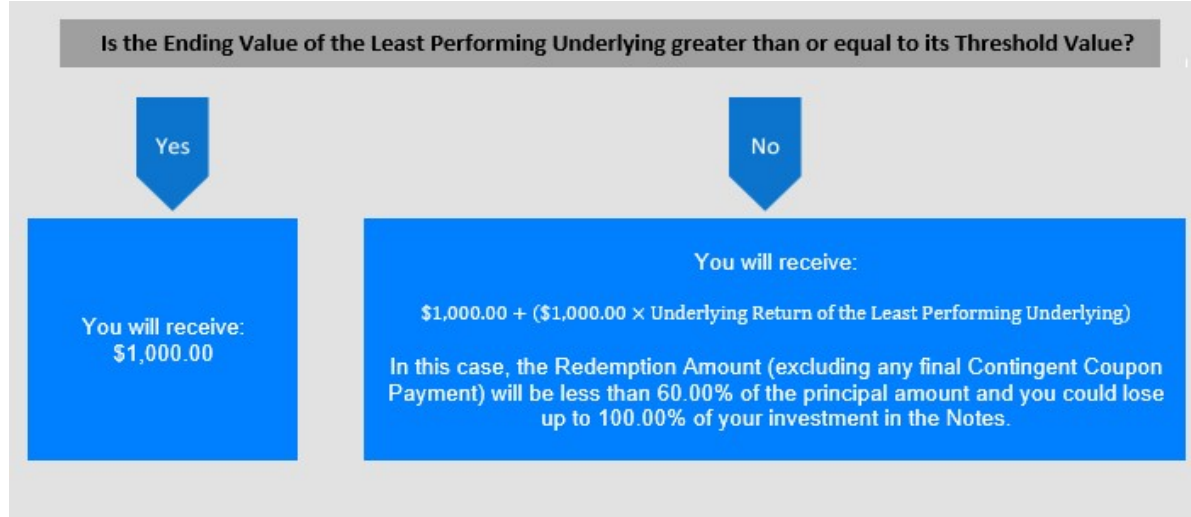 Is the Ending Value of the Least Performing Underlying greater than or equal to its Threshold Value?
Yes
No
You will receive:
$1,000.00
You will receive:
$1,000.00 + ($1,000.00 × Underlying Return of the Least Performing Underlying)
In this case, the Redemption Amount (excluding any final Contingent Coupon
Payment) will be less than 60.00% of the principal amount and you could lose
up to 100.00% of your investment in the Notes.